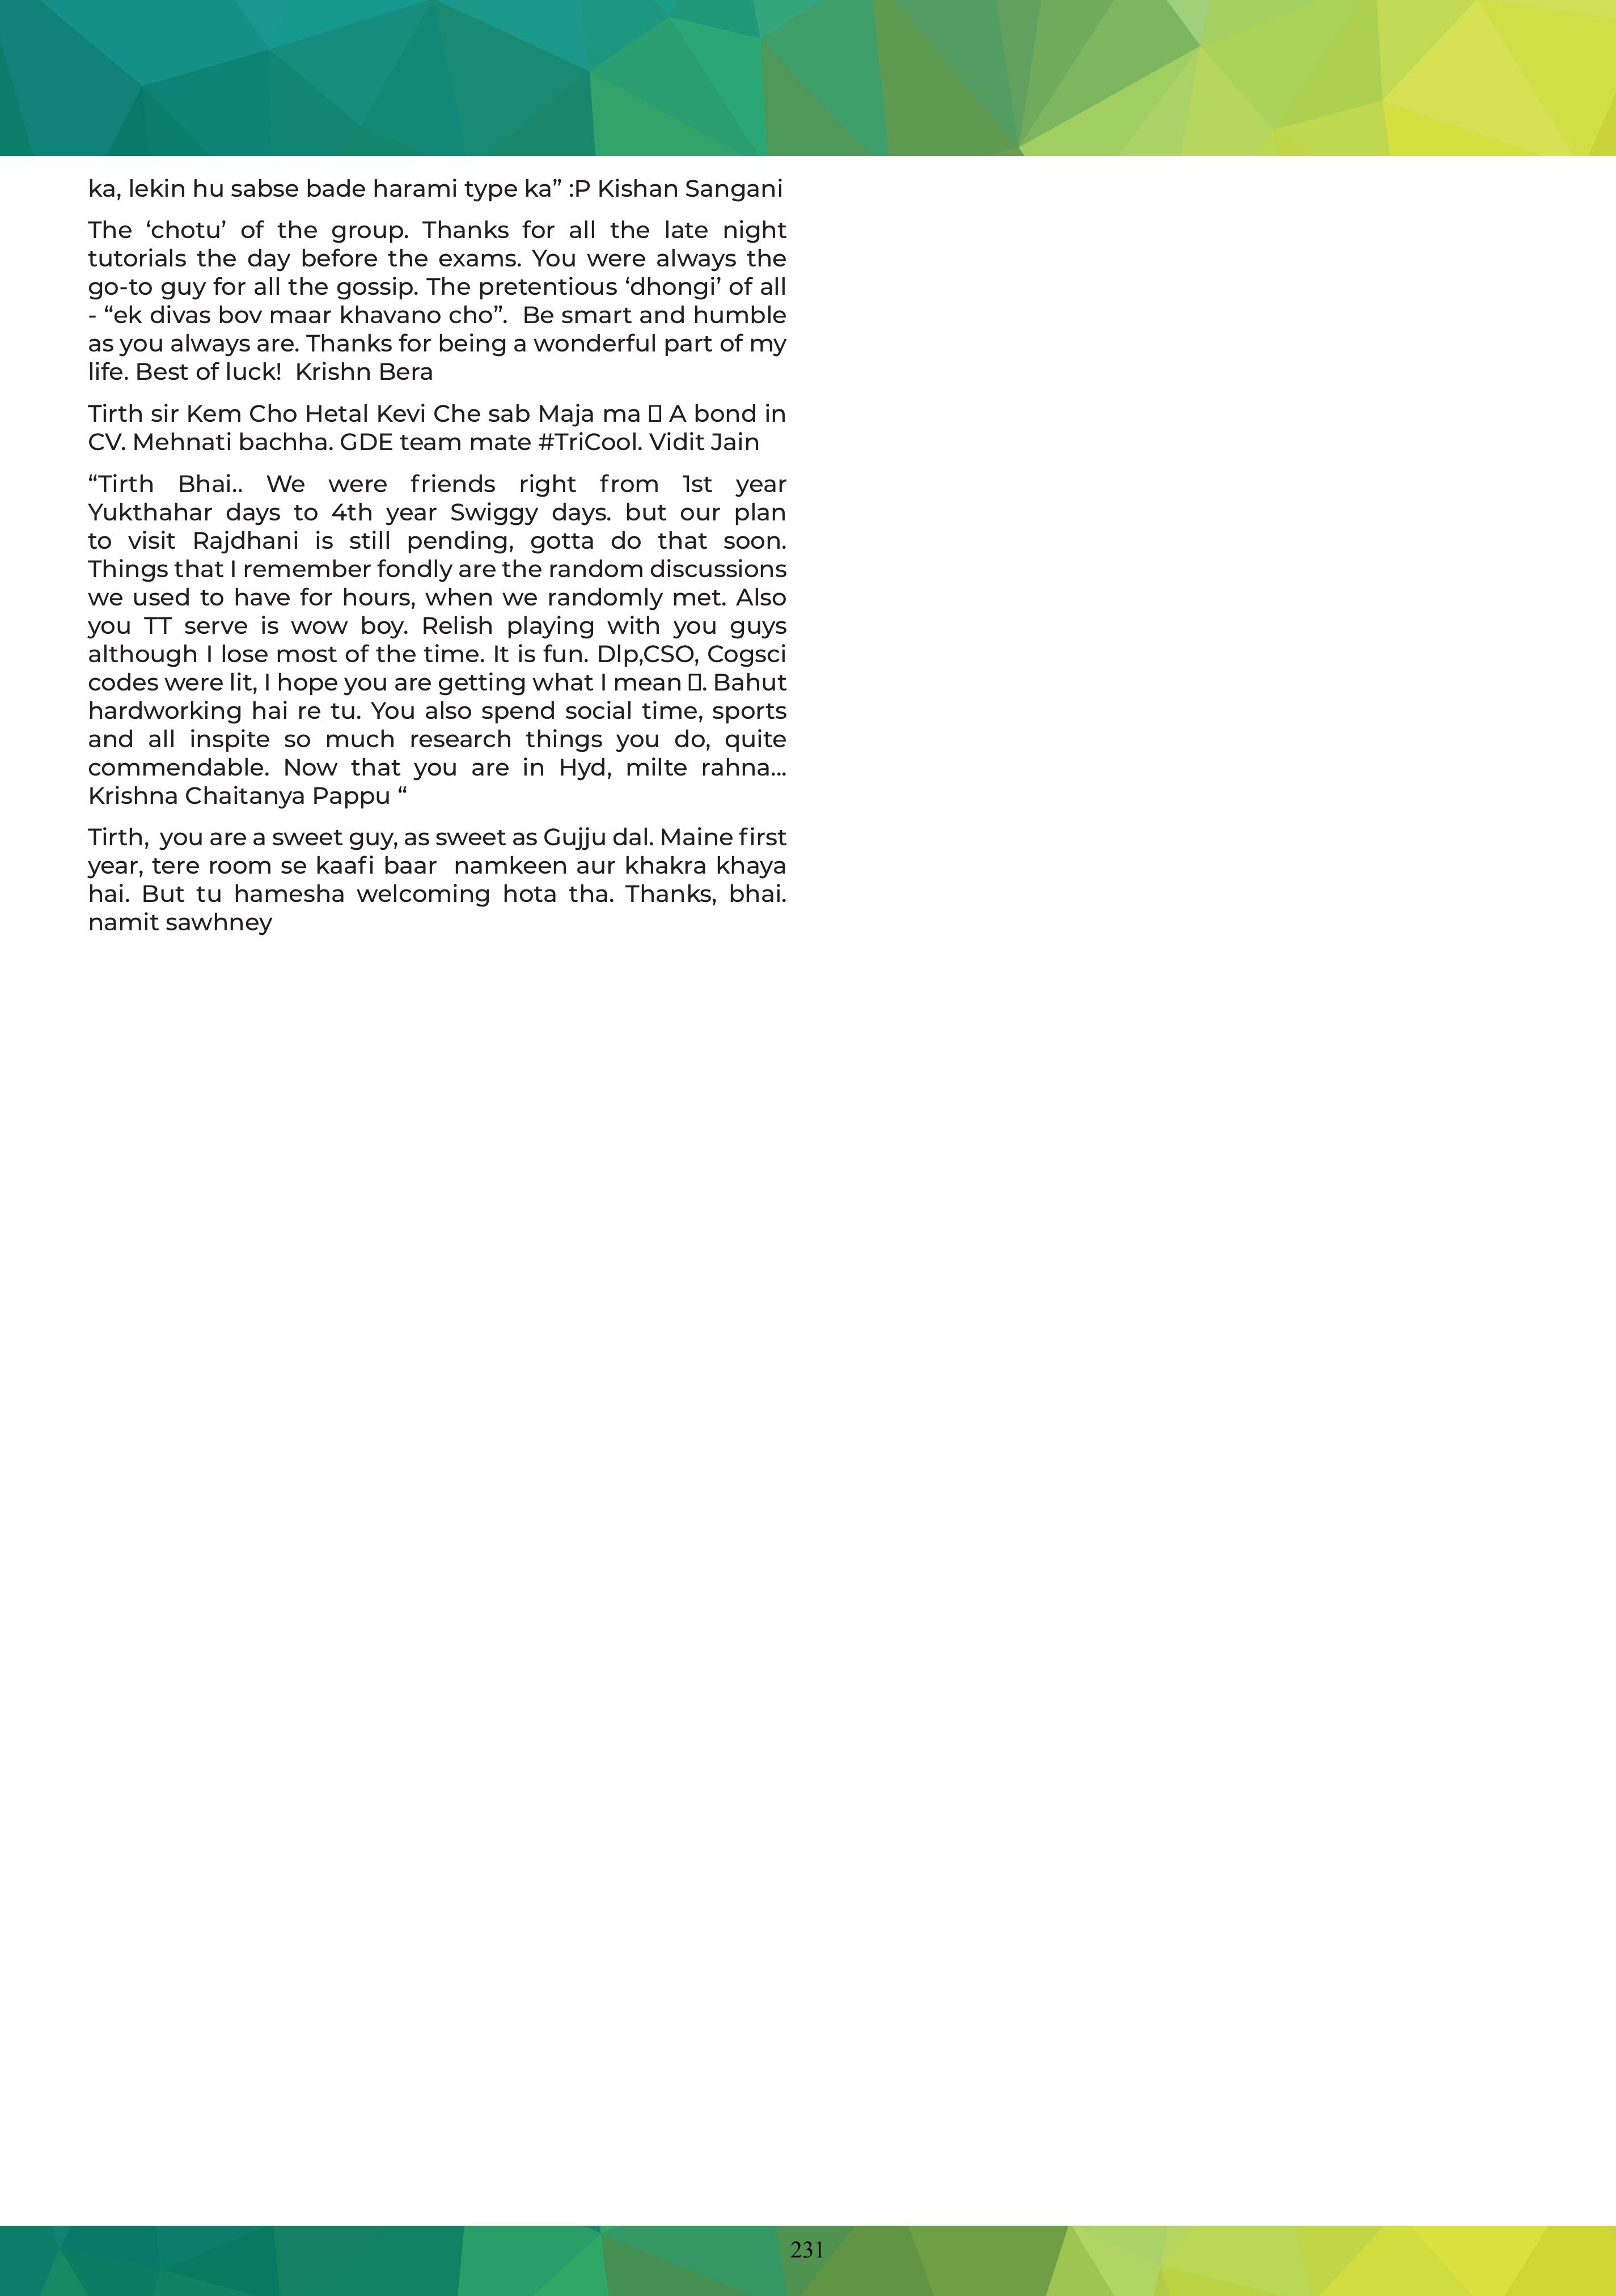 ka, lekin hu sabse bade harami type ka” :P Kishan Sangani
The ‘chotu’ of the group. Thanks for all the late night
tutorials the day before the exams. You were always the
go-to guy for all the gossip. The pretentious ‘dhongi’ of all
- “ek divas bov maar khavano cho”.  Be smart and humble
as you always are. Thanks for being a wonderful part of my
life. Best of luck!  Krishn Bera
Tirth sir Kem Cho Hetal Kevi Che sab Maja ma  A bond in
CV. Mehnati bachha. GDE team mate #TriCool. Vidit Jain
“Tirth Bhai.. We were friends right from 1st year
Yukthahar days to 4th year Swiggy days. but our plan
to visit Rajdhani is still pending, gotta do that soon.
Things that I remember fondly are the random discussions
we used to have for hours, when we randomly met. Also
you TT serve is wow boy. Relish playing with you guys
although I lose most of the time. It is fun. Dlp,CSO, Cogsci
codes were lit, I hope you are getting what I mean . Bahut
hardworking hai re tu. You also spend social time, sports
and all inspite so much research things you do, quite
commendable. Now that you are in Hyd, milte rahna...
Krishna Chaitanya Pappu “
Tirth,  you are a sweet guy, as sweet as Gujju dal. Maine first
year, tere room se kaafi baar  namkeen aur khakra khaya
hai. But tu hamesha welcoming hota tha. Thanks, bhai.
namit sawhney
231